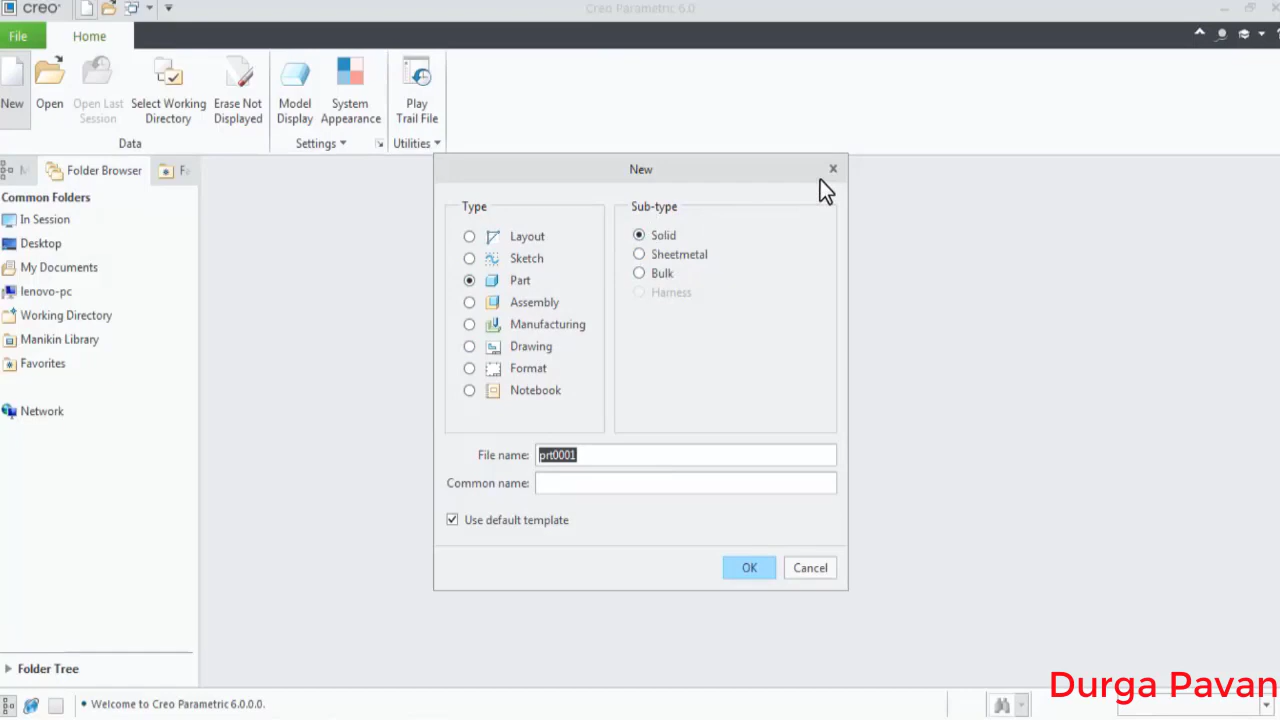 creo
Creo Parametric 6.0
File
Home
New
Open
Open Last Session
Select Working Directory
Erase Not Displayed
Model Display
System Appearance
Play Trail File
Data
Settings
Utilities
Folder Browser
Common Folders
In Session
Desktop
My Documents
lenovo-pc
Working Directory
Manikin Library
Favorites
Network
Folder Tree
New
Type
Layout
Sketch
Part
Assembly
Manufacturing
Drawing
Format
Notebook
Sub-type
Solid
Sheetmetal
Bulk
Harness
File name: prt0001
Common name:
Use default template
OK
Cancel
• Welcome to Creo Parametric 6.0.0.0.
Durga Pavan